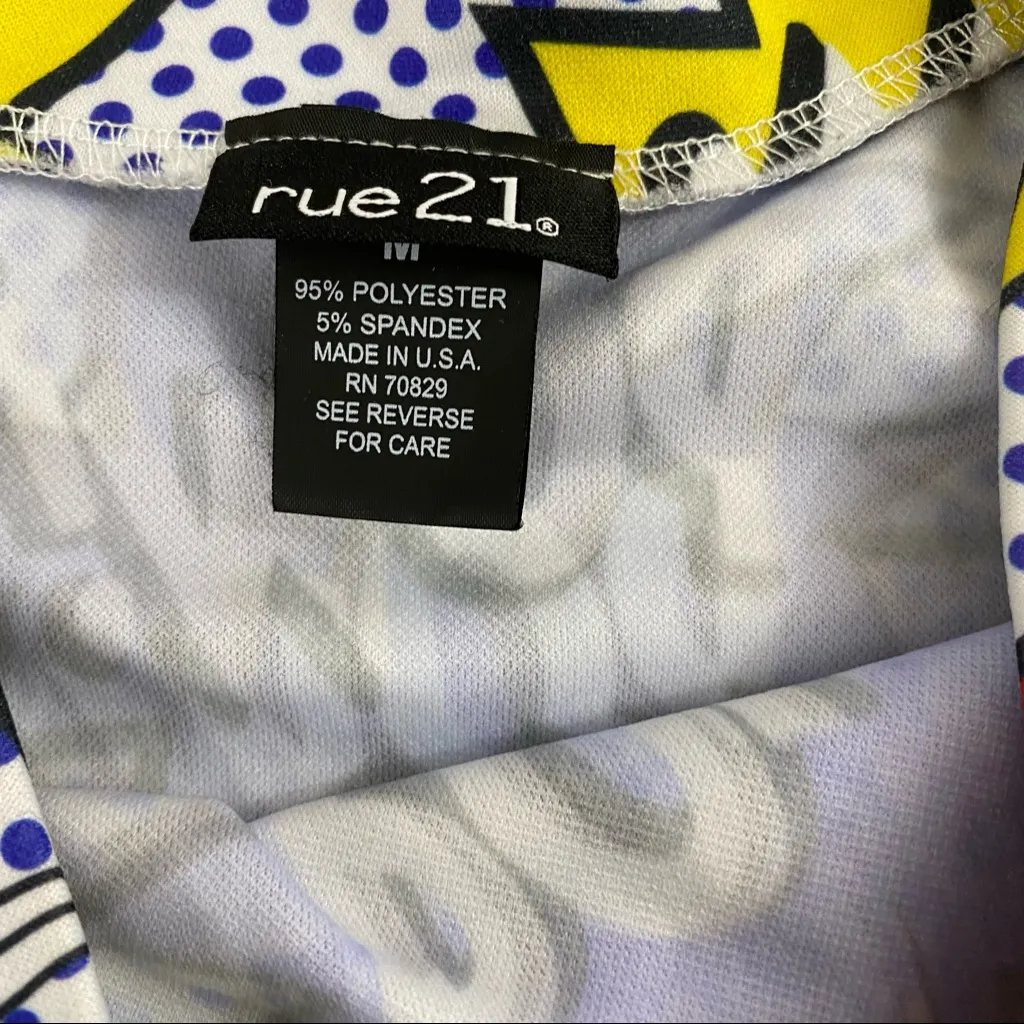 rue21®
M
95% POLYESTER
5% SPANDEX
MADE IN U.S.A.
RN 70829
SEE REVERSE
FOR CARE